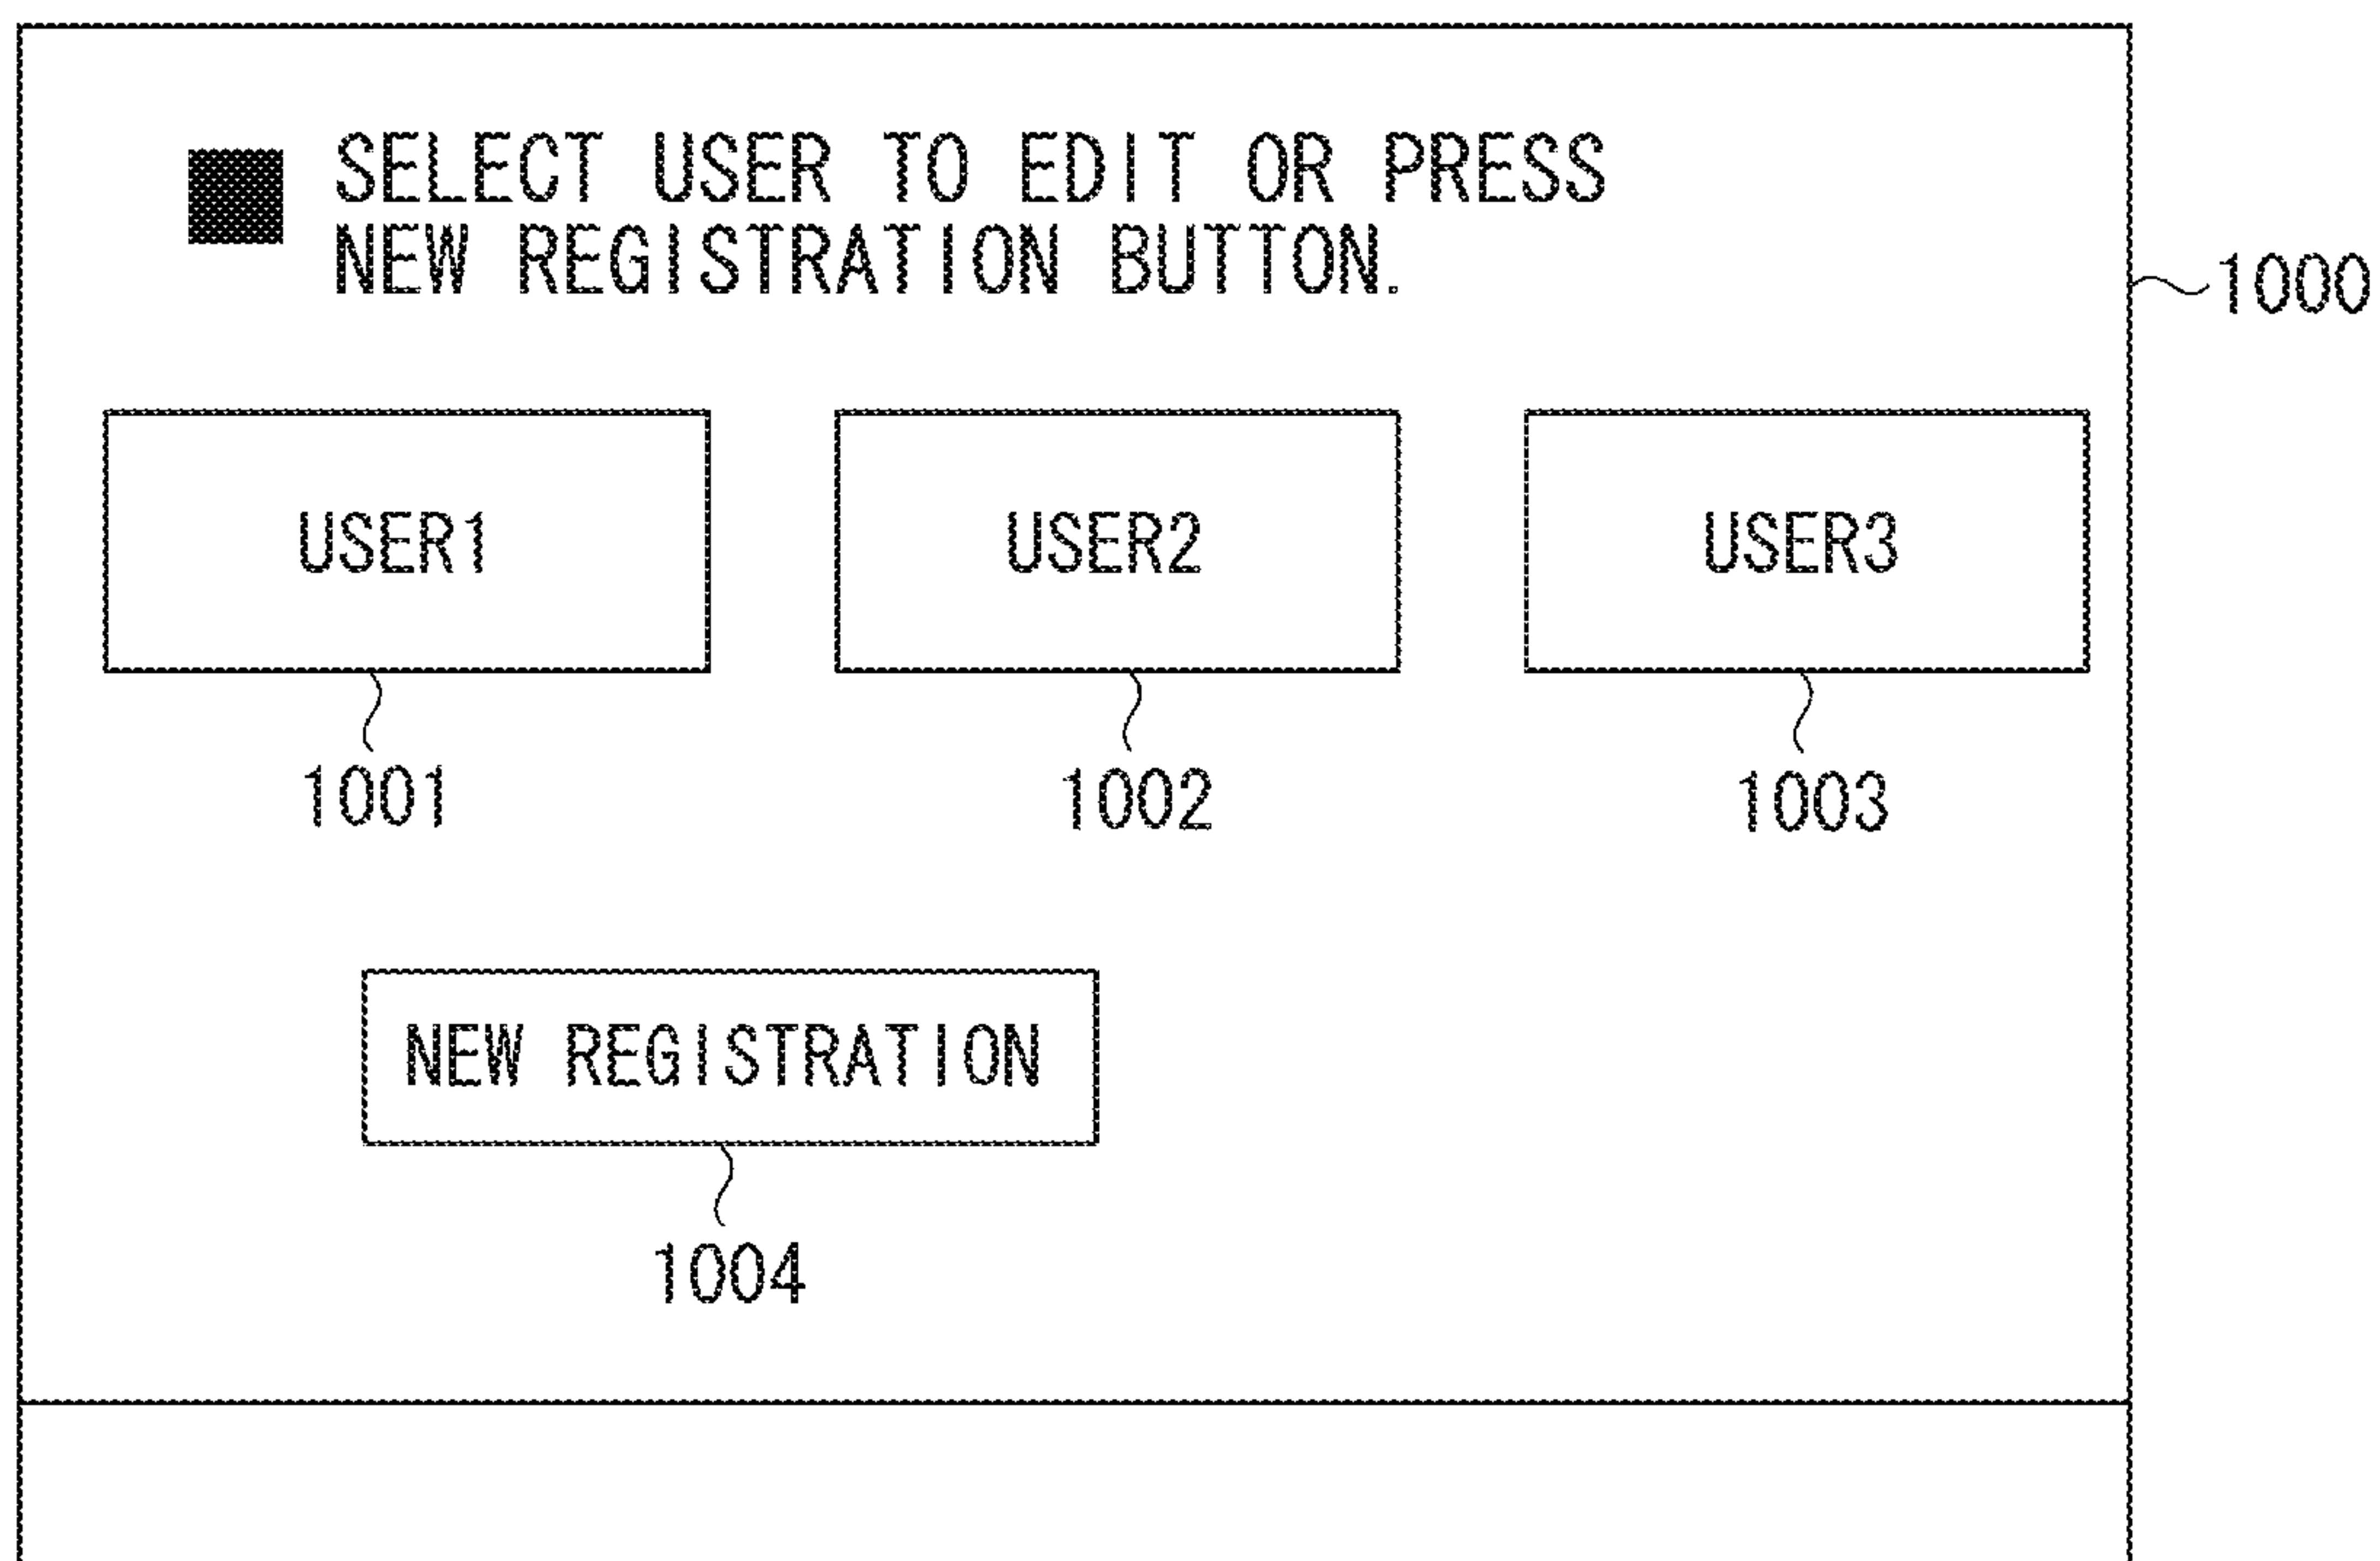 SELECT USER TO EDIT OR PRESS
NEW REGISTRATION BUTTON.
1000
USER1
USER2
USER3
1001
1002
1003
NEW REGISTRATION
1004